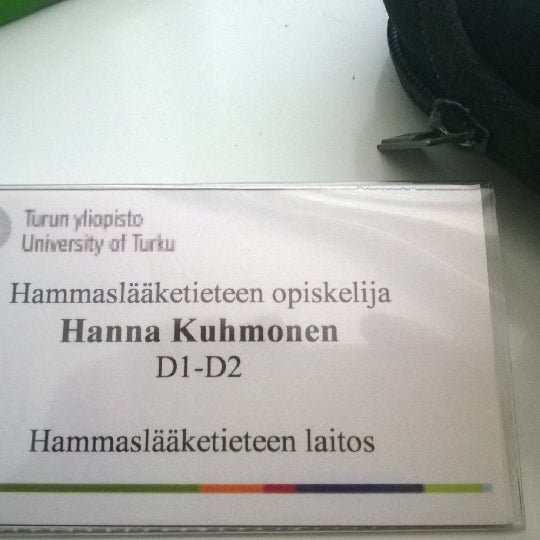 Turun yliopisto
University of Turku
Hammaslääketieteen opiskelija
Hanna Kuhmonen
D1-D2
Hammaslääketieteen laitos